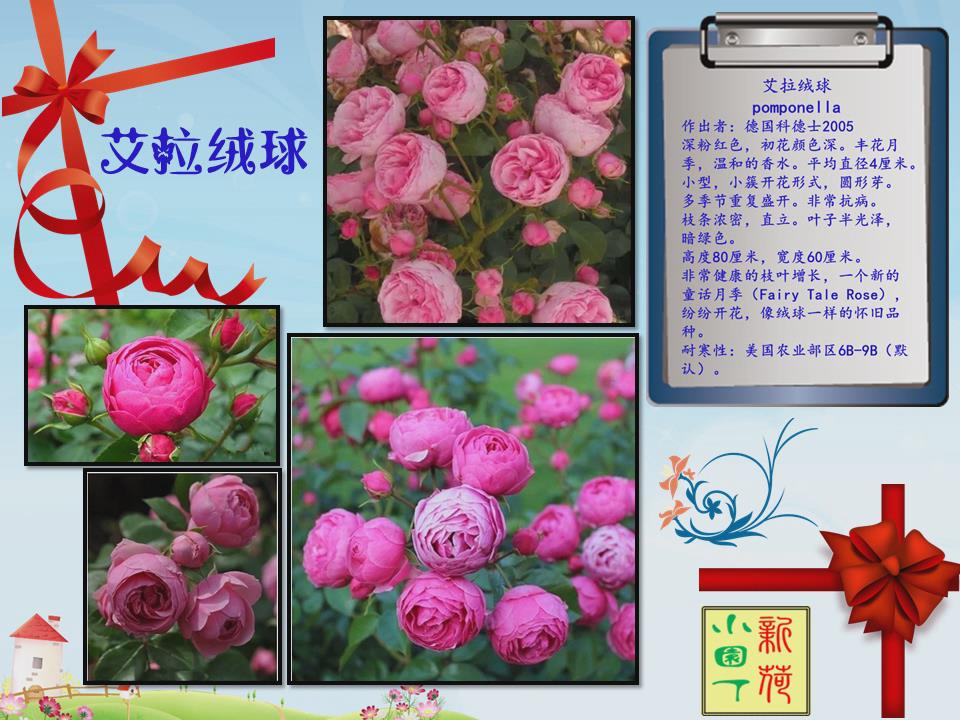 艾拉绒球
艾拉绒球
pomponella
作出者：德国科德士2005
深粉红色，初花颜色深。丰花月
季，温和的香水。平均直径4厘米。
小型，小簇开花形式，圆形芽。
多季节重复盛开。非常抗病。
枝条浓密，直立。叶子半光泽，
暗绿色。
高度80厘米，宽度60厘米。
非常健康的枝叶增长，一个新的
童话月季（Fairy Tale Rose），
纷纷开花，像绒球一样的怀旧品
种。
耐寒性：美国农业部区6B-9B（默
认）。
新荷
小园丁